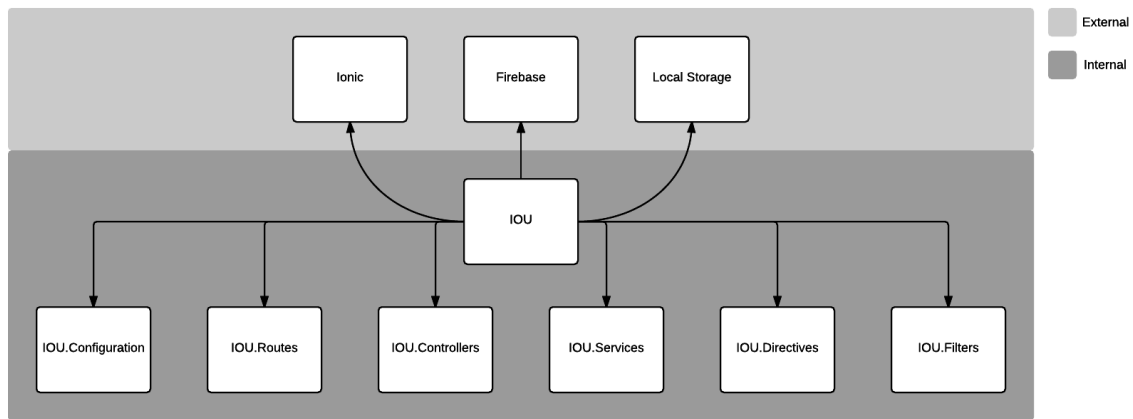 External
Ionic
Firebase
Local Storage
Internal
IOU
IOU.Configuration
IOU.Routes
IOU.Controllers
IOU.Services
IOU.Directives
IOU.Filters